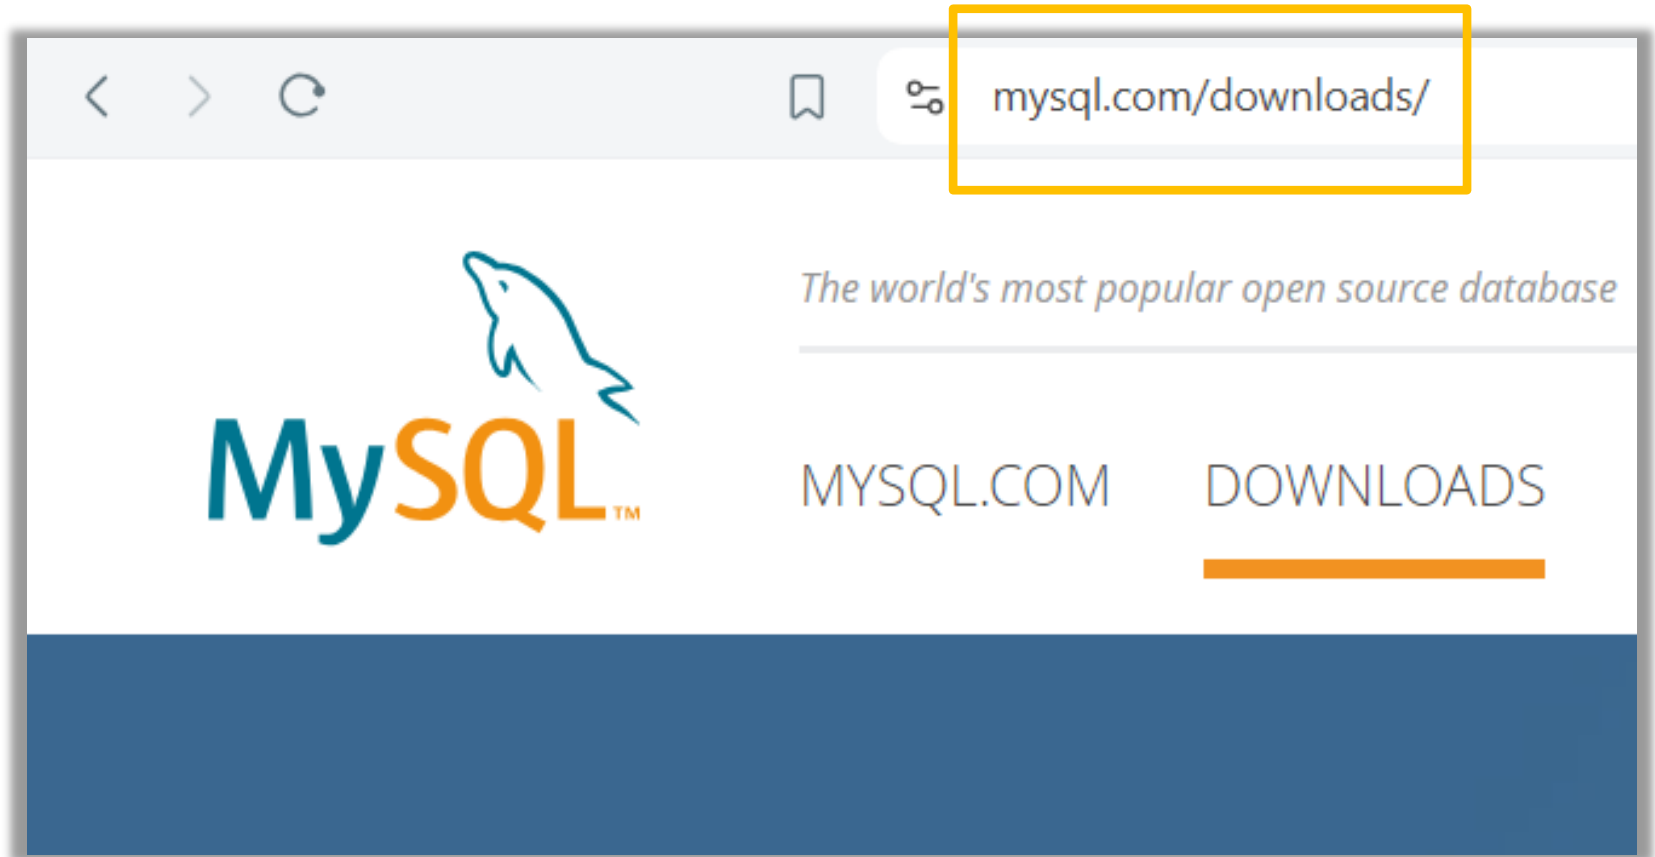 mysql.com/downloads/
The world's most popular open source database
MySQL™
MYSQL.COM DOWNLOADS